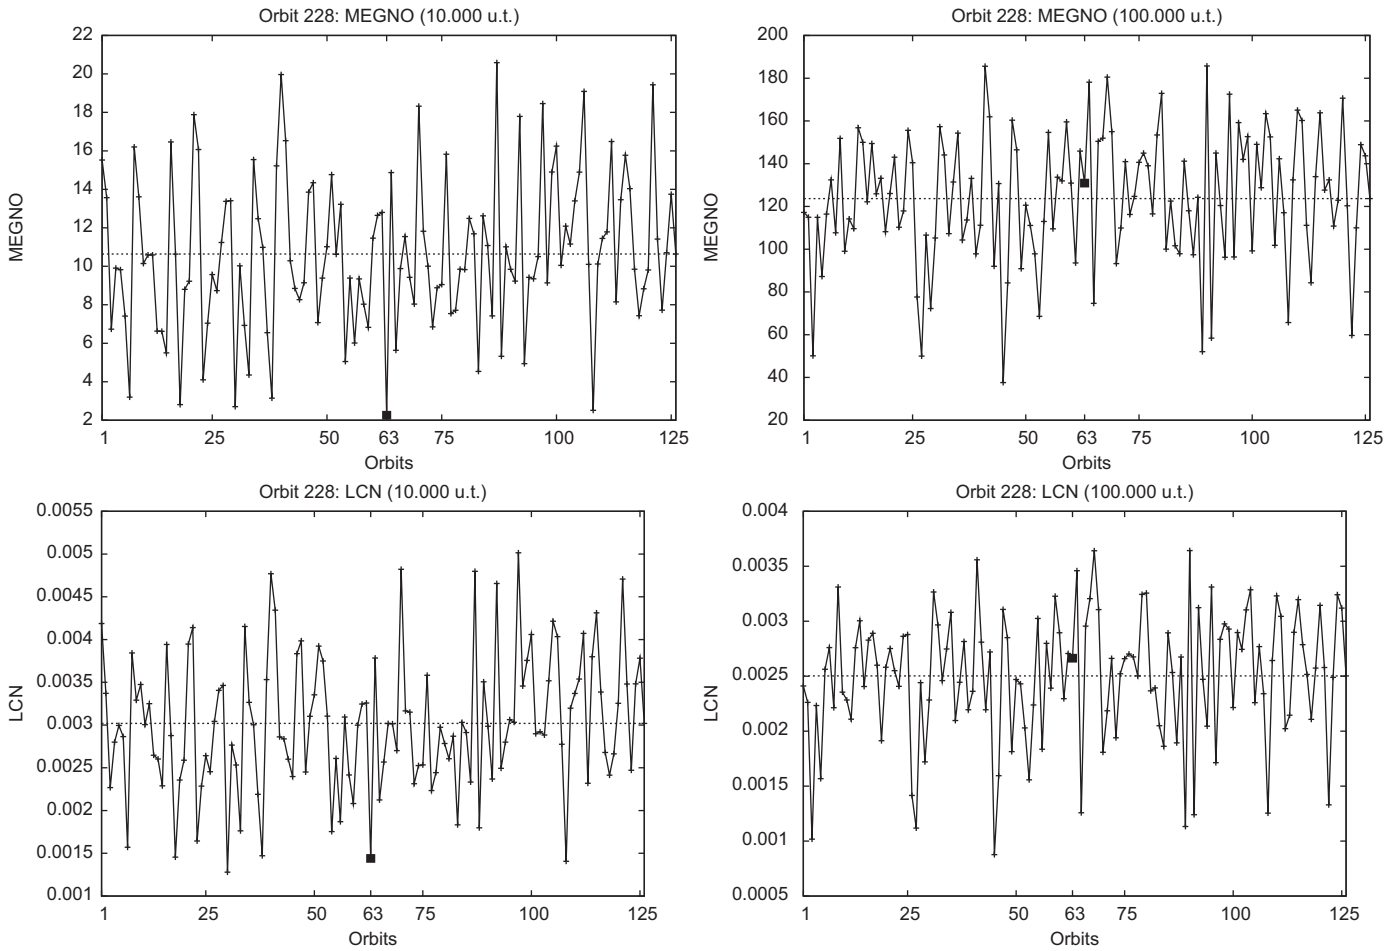 Orbit 228: MEGNO (10.000 u.t.)
22
20
18
16
14
12
10
8
6
4
2
MEGNO
1 25 50 63 75 100 125
Orbits
Orbit 228: MEGNO (100.000 u.t.)
200
180
160
140
120
100
80
60
40
20
MEGNO
1 25 50 63 75 100 125
Orbits
Orbit 228: LCN (10.000 u.t.)
0.0055
0.005
0.0045
0.004
0.0035
0.003
0.0025
0.002
0.0015
0.001
LCN
1 25 50 63 75 100 125
Orbits
Orbit 228: LCN (100.000 u.t.)
0.004
0.0035
0.003
0.0025
0.002
0.0015
0.001
0.0005
LCN
1 25 50 63 75 100 125
Orbits